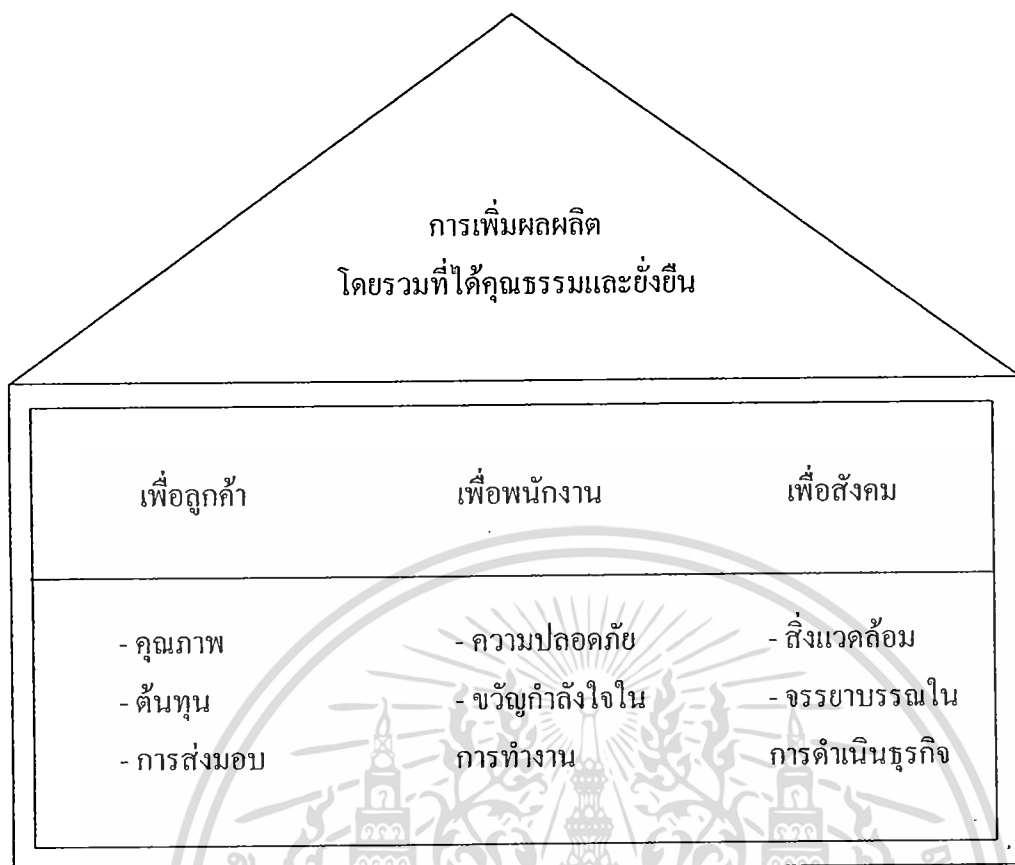 การเพิ่มผลผลิต
โดยรวมที่ได้คุณธรรมและยั่งยืน
เพื่อลูกค้า เพื่อพนักงาน เพื่อสังคม
- คุณภาพ - ความปลอดภัย - สิ่งแวดล้อม
- ต้นทุน - ขวัญกำลังใจใน - จรรยาบรรณใน
- การส่งมอบ การทำงาน การดำเนินธุรกิจ